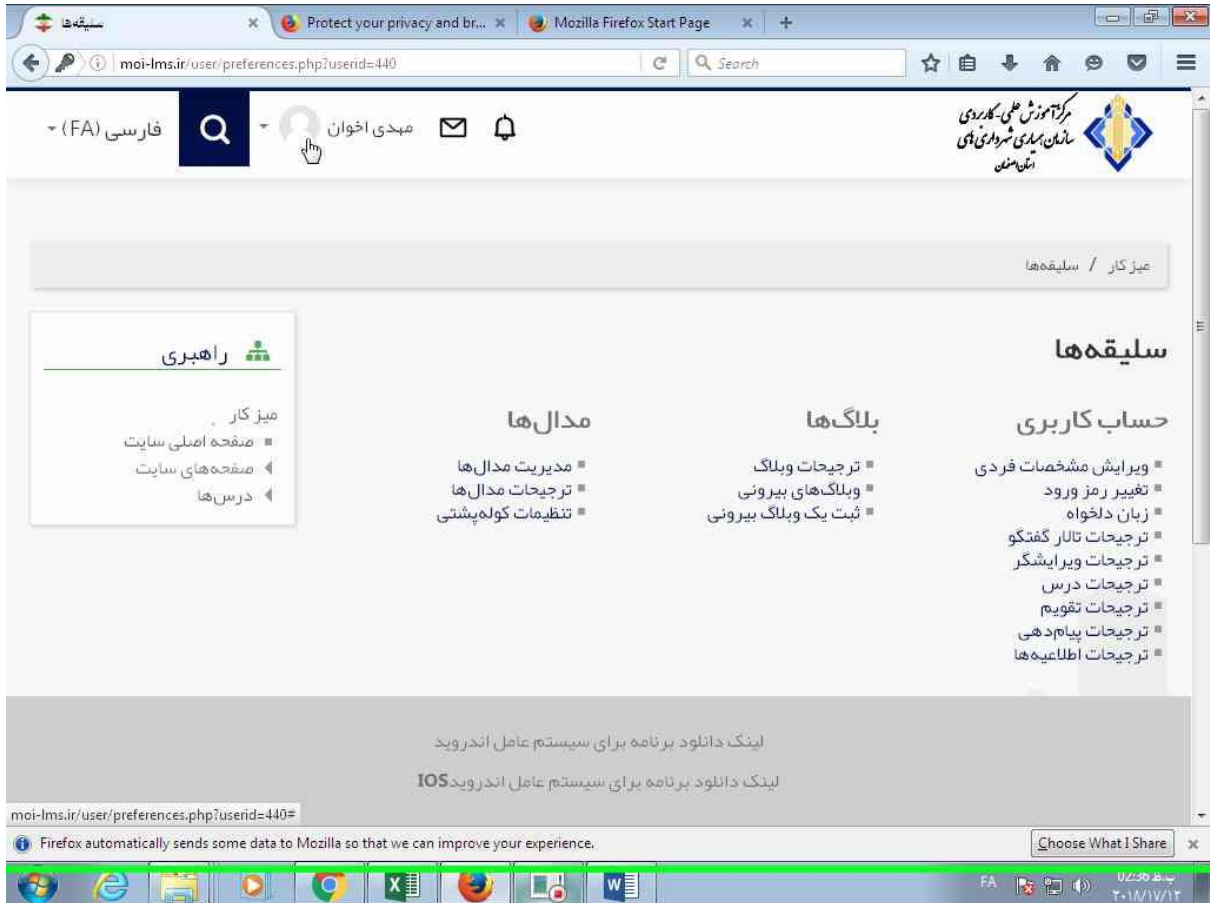 سلیقه‌ها
Protect your privacy and br...
Mozilla Firefox Start Page
moi-lms.ir/user/preferences.php?userid=440
Search
مرکز آموزش علمی-کاربردی
سازمان همیاری شهرداری های
استان اصفهان
مهدی اخوان
فارسی (FA)
میز کار / سلیقه‌ها
سلیقه‌ها
حساب کاربری
ویرایش مشخصات فردی
تغییر رمز ورود
زبان دلخواه
ترجیحات تالار گفتگو
ترجیحات ویرایشگر
ترجیحات درس
ترجیحات تقویم
ترجیحات پیام‌دهی
ترجیحات اطلاعیه‌ها
بلاگ‌ها
ترجیحات وبلاگ
وبلاگ‌های بیرونی
ثبت یک وبلاگ بیرونی
مدال‌ها
مدیریت مدال‌ها
ترجیحات مدال‌ها
تنظیمات کوله‌پشتی
راهبری
میز کار
صفحه اصلی سایت
صفحه‌های سایت
درس‌ها
لینک دانلود برنامه برای سیستم عامل اندروید
لینک دانلود برنامه برای سیستم عامل اندرویدIOS
moi-lms.ir/user/preferences.php?userid=440#
Firefox automatically sends some data to Mozilla so that we can improve your experience.
Choose What I Share
FA
02:36 ب.ظ
۲۰۱۸/۱۷/۱۲